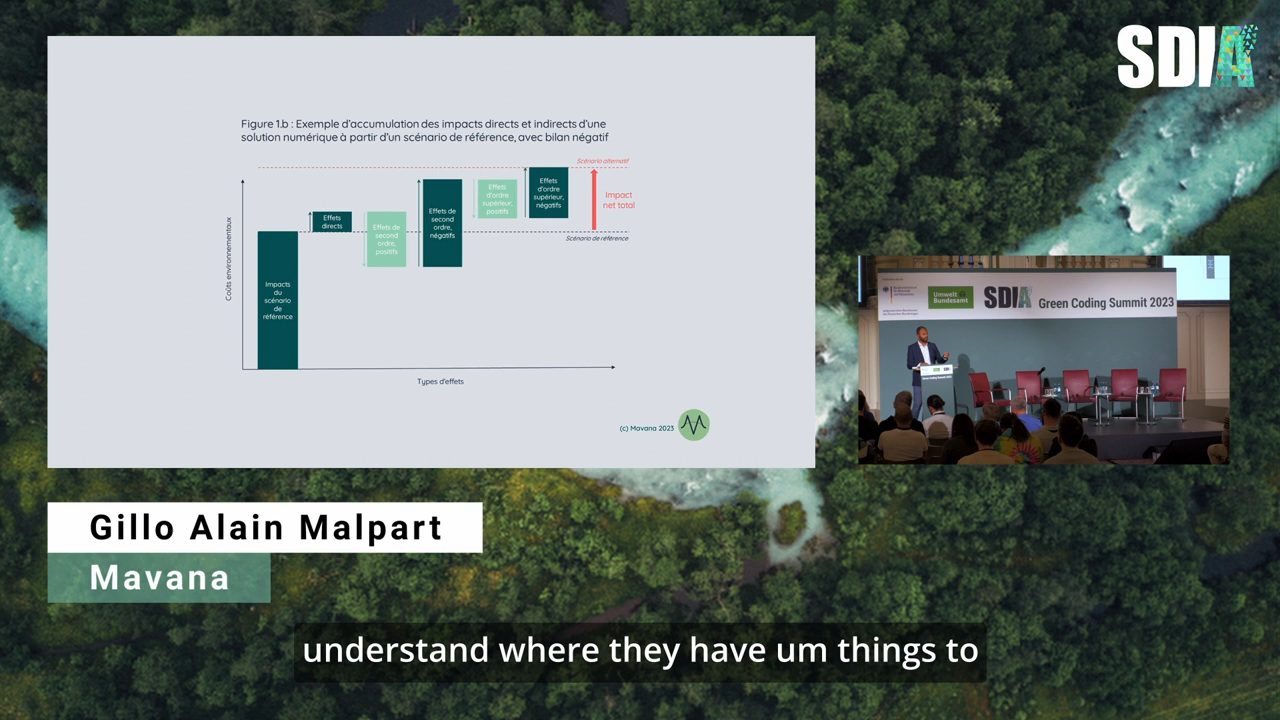 SDIA
Figure 1.b : Exemple d'accumulation des impacts directs et indirects d'une
solution numérique à partir d'un scénario de référence, avec bilan négatif
Scénario alternatif
Impact
net total
Scénario de référence
Coûts environnementaux
Impacts
du
scénario
de
référence
Effets
directs
Effets de
second
ordre,
positifs
Effets de
second
ordre,
négatifs
Effets
d'ordre
supérieur,
positifs
Effets
d'ordre
supérieur,
négatifs
Types d'effets
(c) Mavana 2023
Umwelt
Bundesamt
SDIA
Green Coding Summit 2023
Gillo Alain Malpart
Mavana
understand where they have um things to